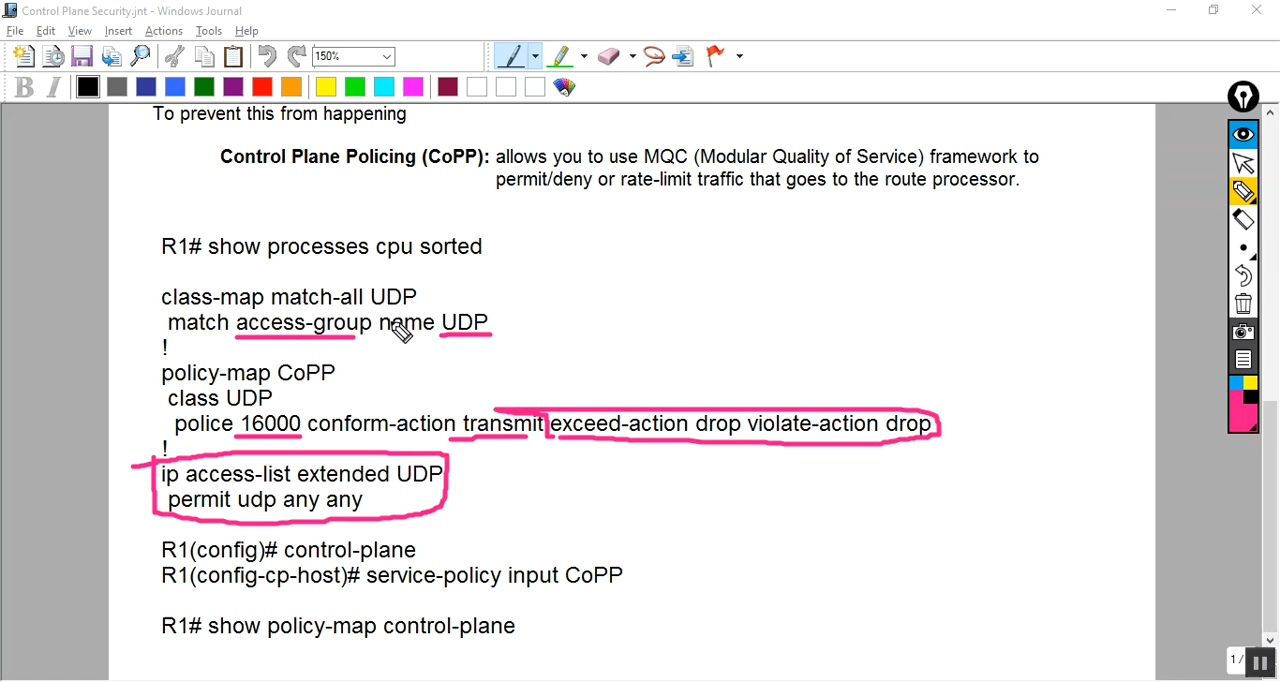 Control Plane Security.jnt - Windows Journal
File Edit View Insert Actions Tools Help
150%
B I
To prevent this from happening
Control Plane Policing (CoPP): allows you to use MQC (Modular Quality of Service) framework to
permit/deny or rate-limit traffic that goes to the route processor.
R1# show processes cpu sorted
class-map match-all UDP
match access-group name UDP
!
policy-map CoPP
class UDP
police 16000 conform-action transmit exceed-action drop violate-action drop
!
ip access-list extended UDP
permit udp any any
R1(config)# control-plane
R1(config-cp-host)# service-policy input CoPP
R1# show policy-map control-plane
1/